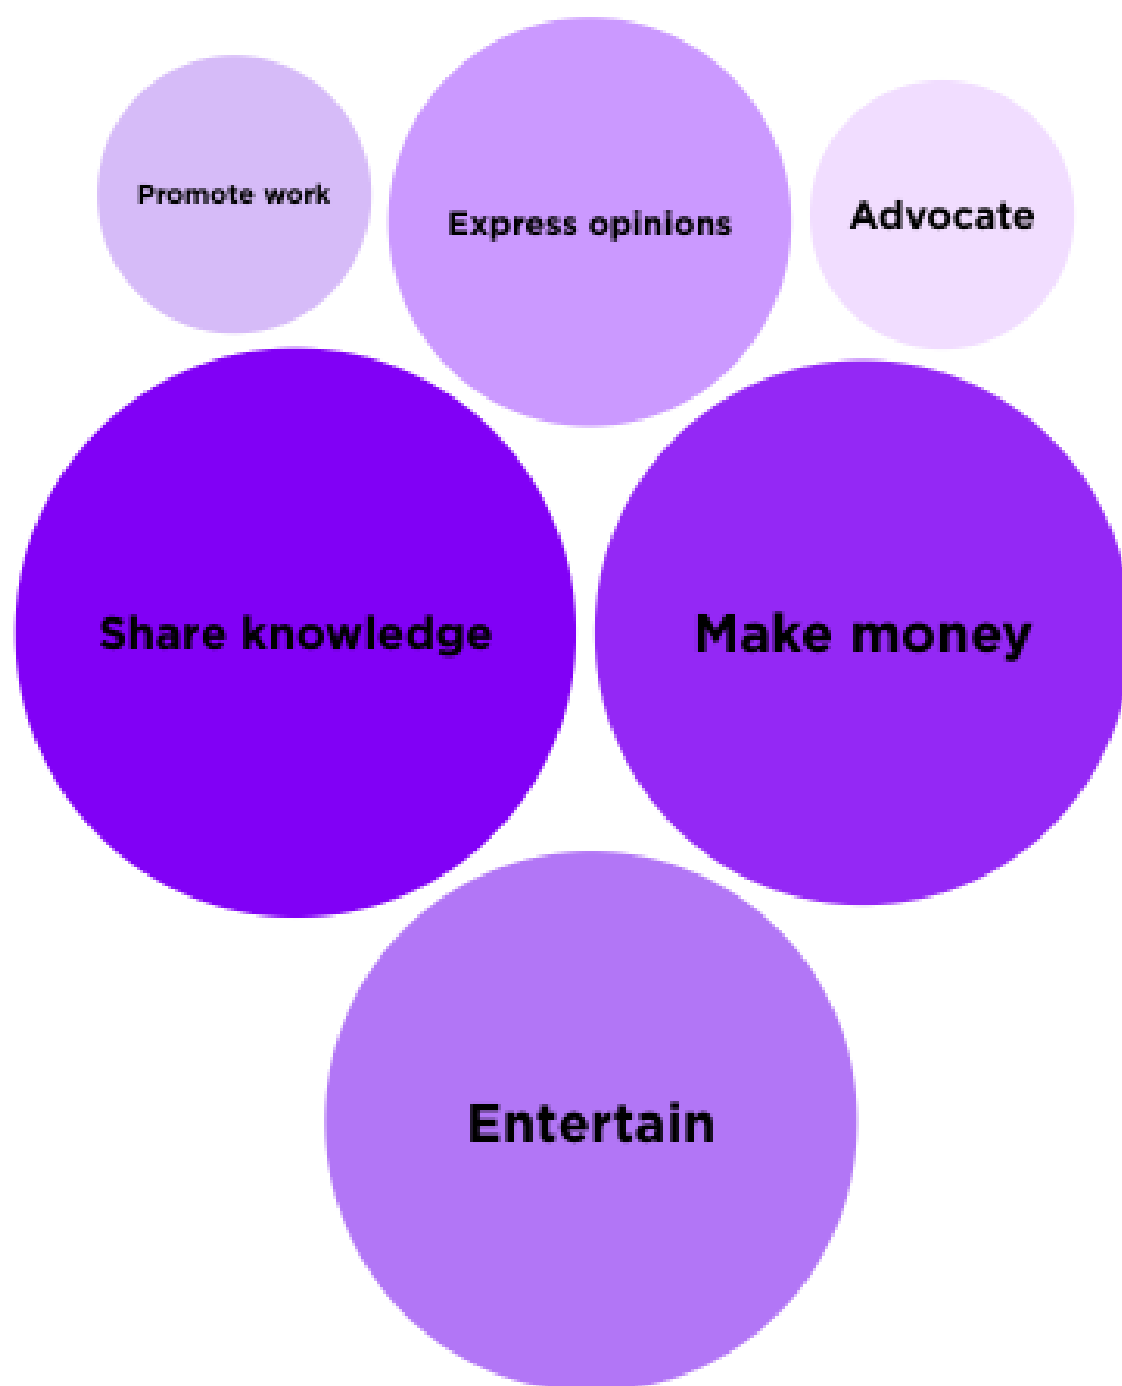 Promote work
Express opinions
Advocate
Share knowledge
Make money
Entertain